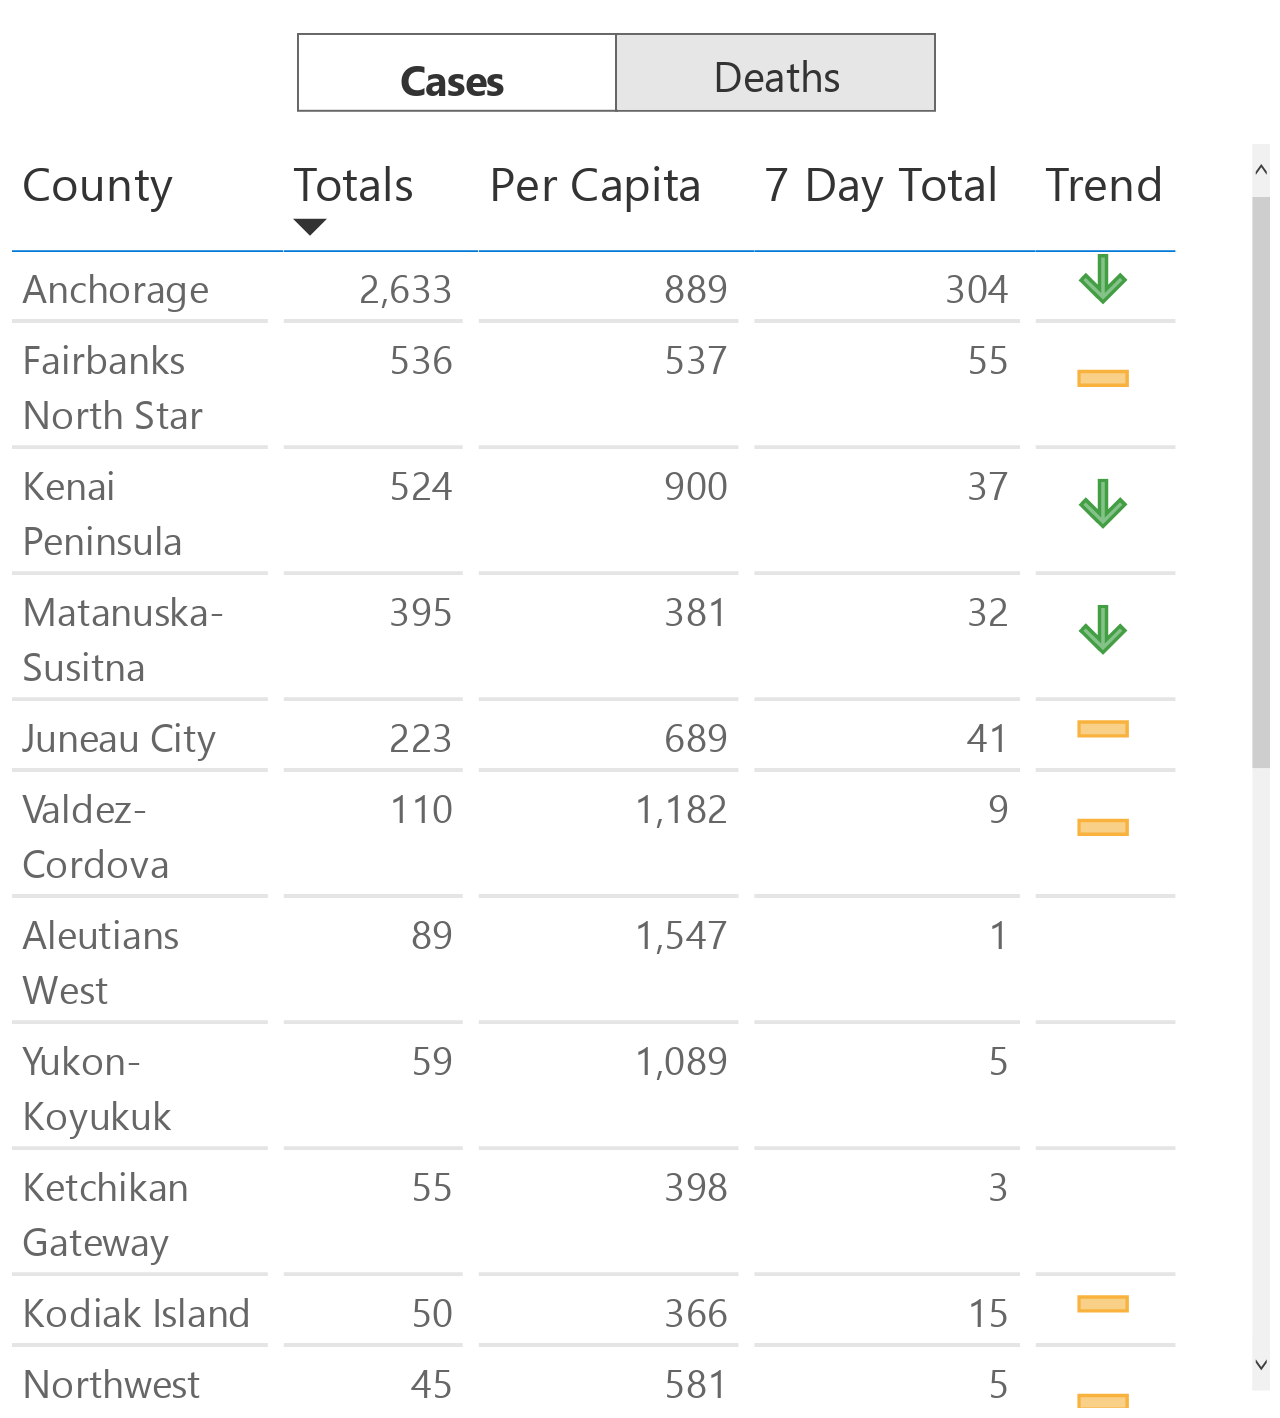 Cases Deaths
County Totals Per Capita 7 Day Total Trend
Anchorage 2,633 889 304
Fairbanks 536 537 55
North Star
Kenai 524 900 37
Peninsula
Matanuska- 395 381 32
Susitna
Juneau City 223 689 41
Valdez- 110 1,182 9
Cordova
Aleutians 89 1,547 1
West
Yukon- 59 1,089 5
Koyukuk
Ketchikan 55 398 3
Gateway
Kodiak Island 50 366 15
Northwest 45 581 5